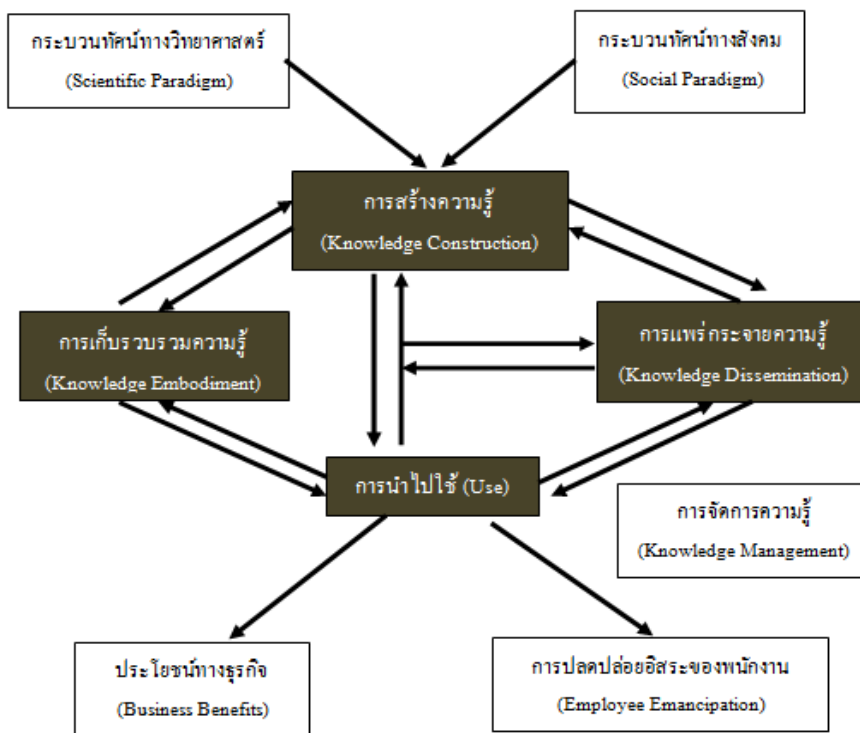 กระบวนทัศน์ทางวิทยาศาสตร์
(Scientific Paradigm)
กระบวนทัศน์ทางสังคม
(Social Paradigm)
การสร้างความรู้
(Knowledge Construction)
การเก็บรวบรวมความรู้
(Knowledge Embodiment)
การแพร่กระจายความรู้
(Knowledge Dissemination)
การนำไปใช้ (Use)
การจัดการความรู้
(Knowledge Management)
ประโยชน์ทางธุรกิจ
(Business Benefits)
การปลดปล่อยอิสระของพนักงาน
(Employee Emancipation)